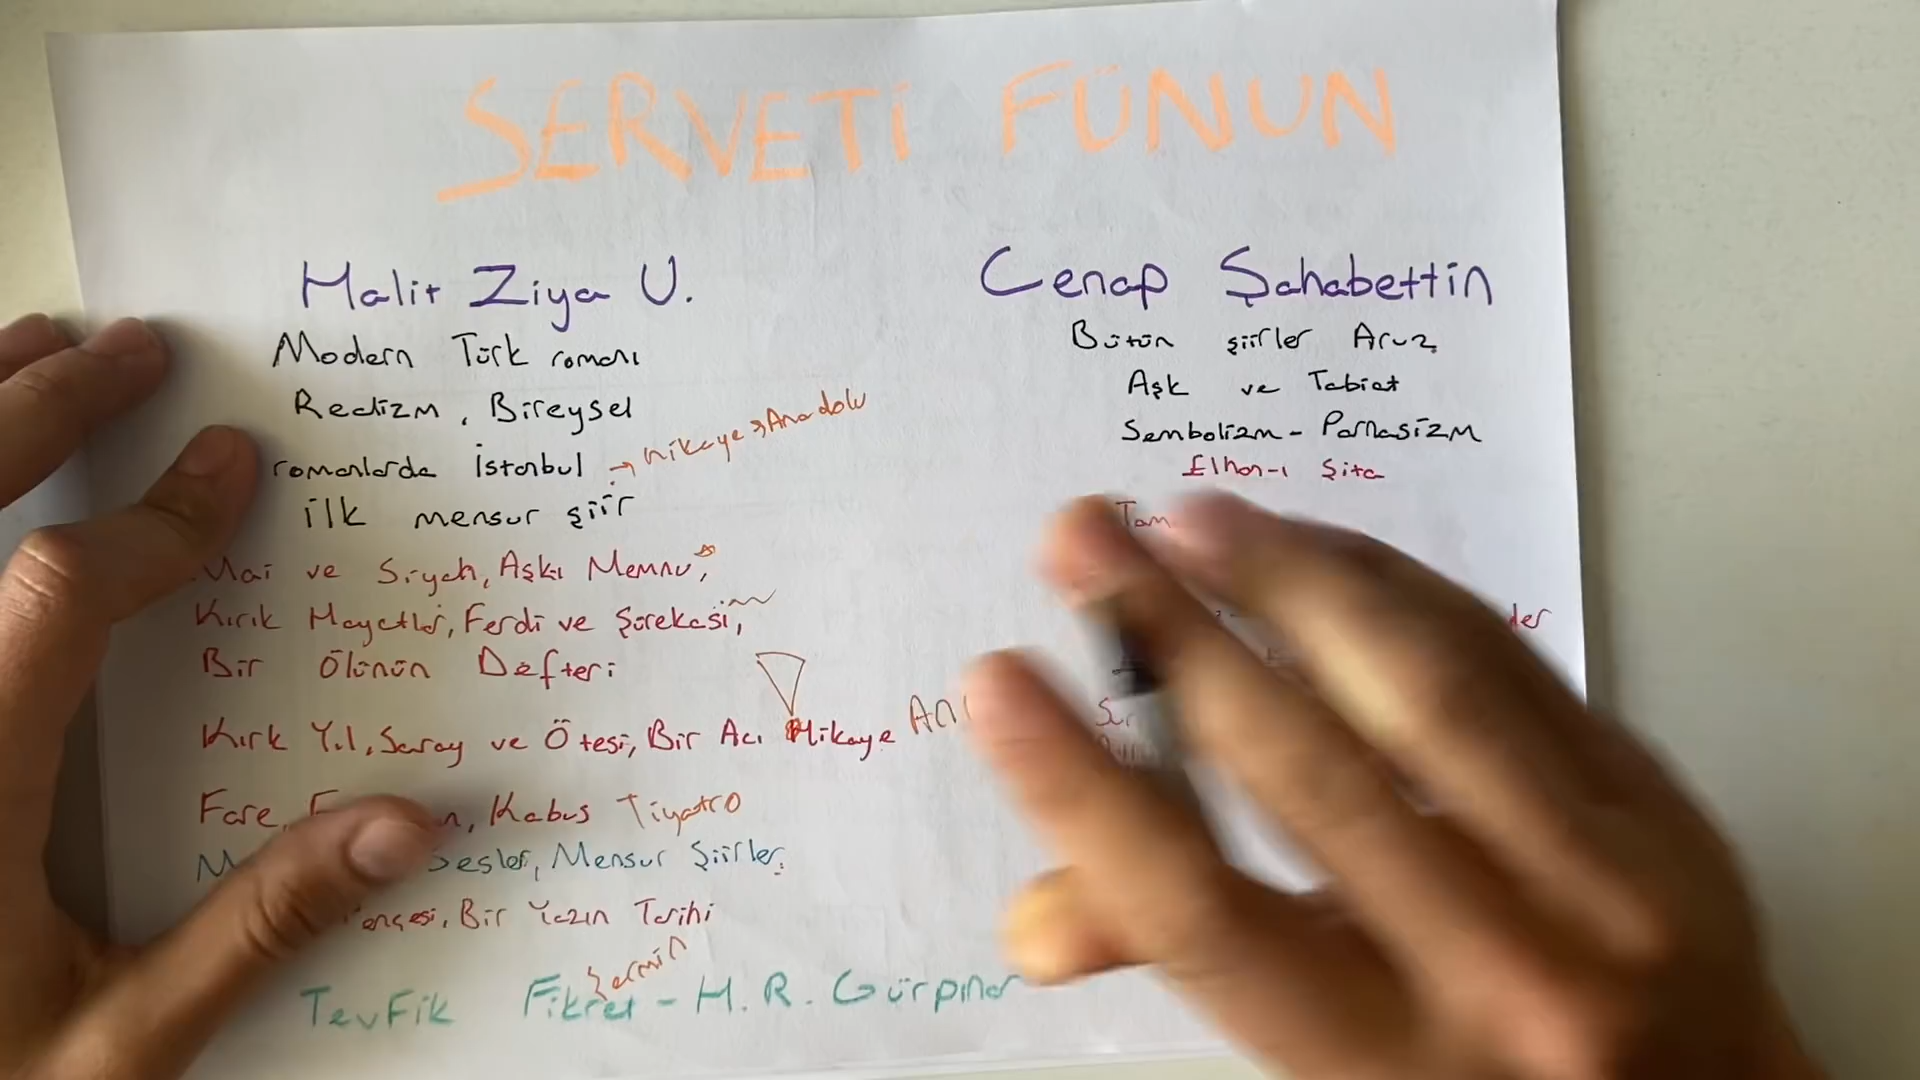 SERVETİ FÜNUN
Halit Ziya U.
Modern Türk romanı
Realizm, Bireysel
romanlarda İstanbul → hikaye → Anadolu
ilk mensur şiir
Mai ve Siyah, Aşkı Memnu,
Kırık Hayatlar, Ferdi ve Şürekası,
Bir Ölünün Defteri
Kırk Yıl, Saray ve Ötesi, Bir Acı Hikaye
Fare, Kabus Tiyatro
Sesler, Mensur Şiirler
Bir Yazın Tarihi
Şermin
Tevfik Fikret - H. R. Gürpınar
Cenap Şahabettin
Bütün şiirler Aruz
Aşk ve Tabiat
Sembolizm - Parnasizm
Elhan-ı Şita